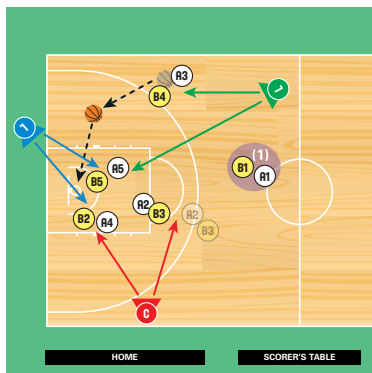 A3
B4
T
L
A5
B5
(1)
B1
A1
A2
B3
A2
B3
B2
A4
C
HOME
SCORER'S TABLE